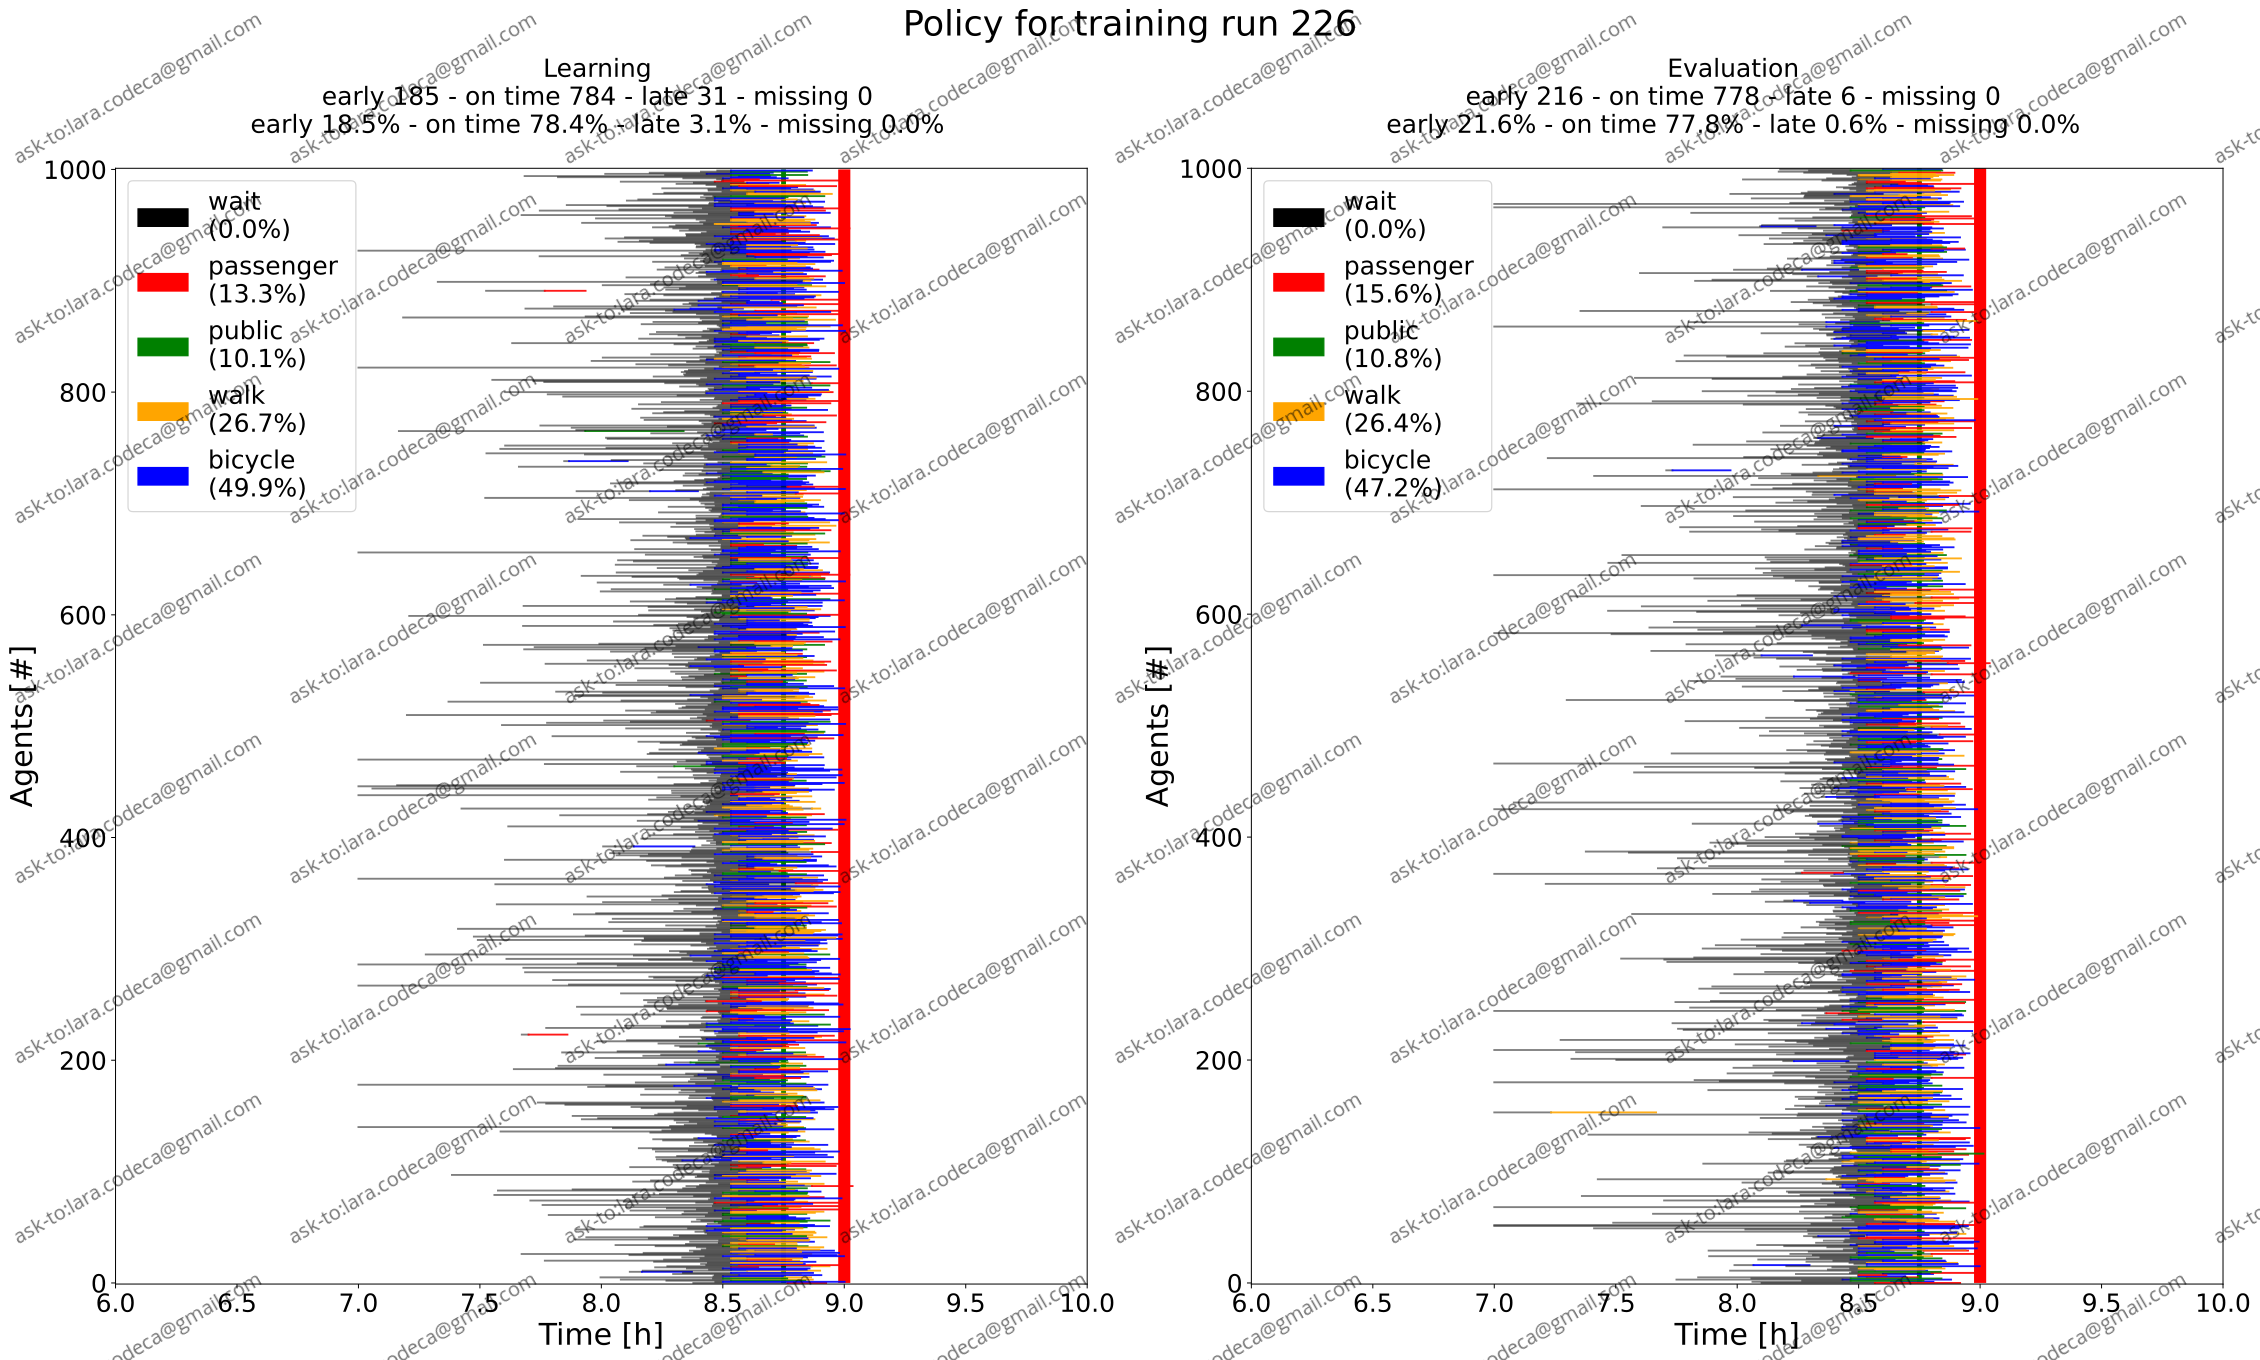 Policy for training run 226
Learning
early 185 - on time 784 - late 31 - missing 0
early 18.5% - on time 78.4% - late 3.1% - missing 0.0%
1000
800
600
400
200
0
Agents [#]
wait
(0.0%)
passenger
(13.3%)
public
(10.1%)
walk
(26.7%)
bicycle
(49.9%)
6.0 6.5 7.0 7.5 8.0 8.5 9.0 9.5 10.0
Time [h]
Evaluation
early 216 - on time 778 - late 6 - missing 0
early 21.6% - on time 77.8% - late 0.6% - missing 0.0%
1000
800
600
400
200
0
Agents [#]
wait
(0.0%)
passenger
(15.6%)
public
(10.8%)
walk
(26.4%)
bicycle
(47.2%)
6.0 6.5 7.0 7.5 8.0 8.5 9.0 9.5 10.0
Time [h]
ask-to:lara.codeca@gmail.com